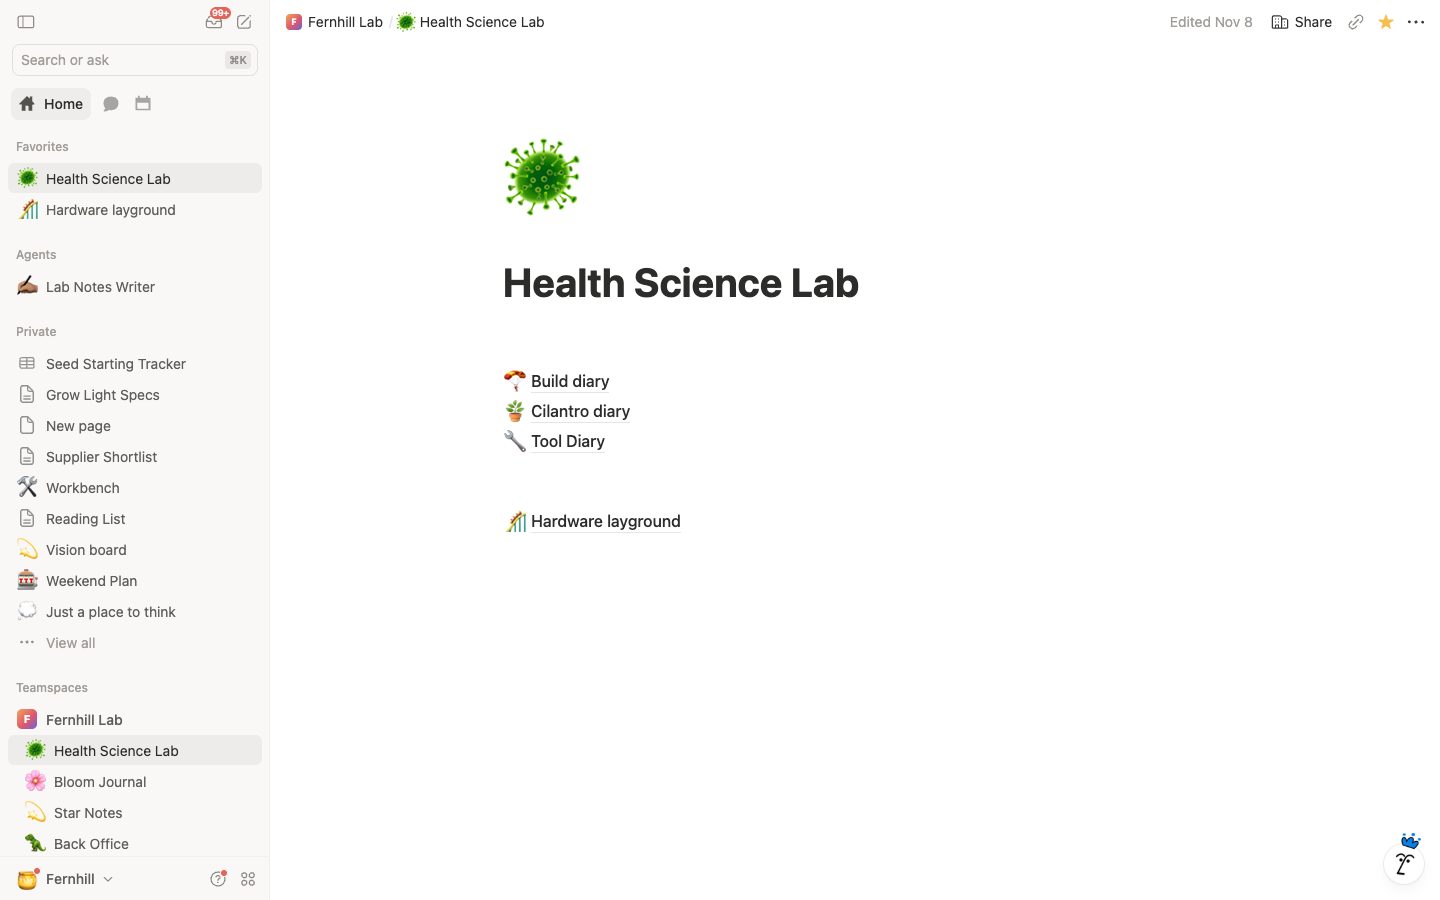 99+
Search or ask ⌘K
Home
Favorites
Health Science Lab
Hardware layground
Agents
Lab Notes Writer
Private
Seed Starting Tracker
Grow Light Specs
New page
Supplier Shortlist
Workbench
Reading List
Vision board
Weekend Plan
Just a place to think
View all
Teamspaces
F Fernhill Lab
Health Science Lab
Bloom Journal
Star Notes
Back Office
Fernhill
F Fernhill Lab / Health Science Lab
Edited Nov 8 Share
Health Science Lab
Build diary
Cilantro diary
Tool Diary
Hardware layground